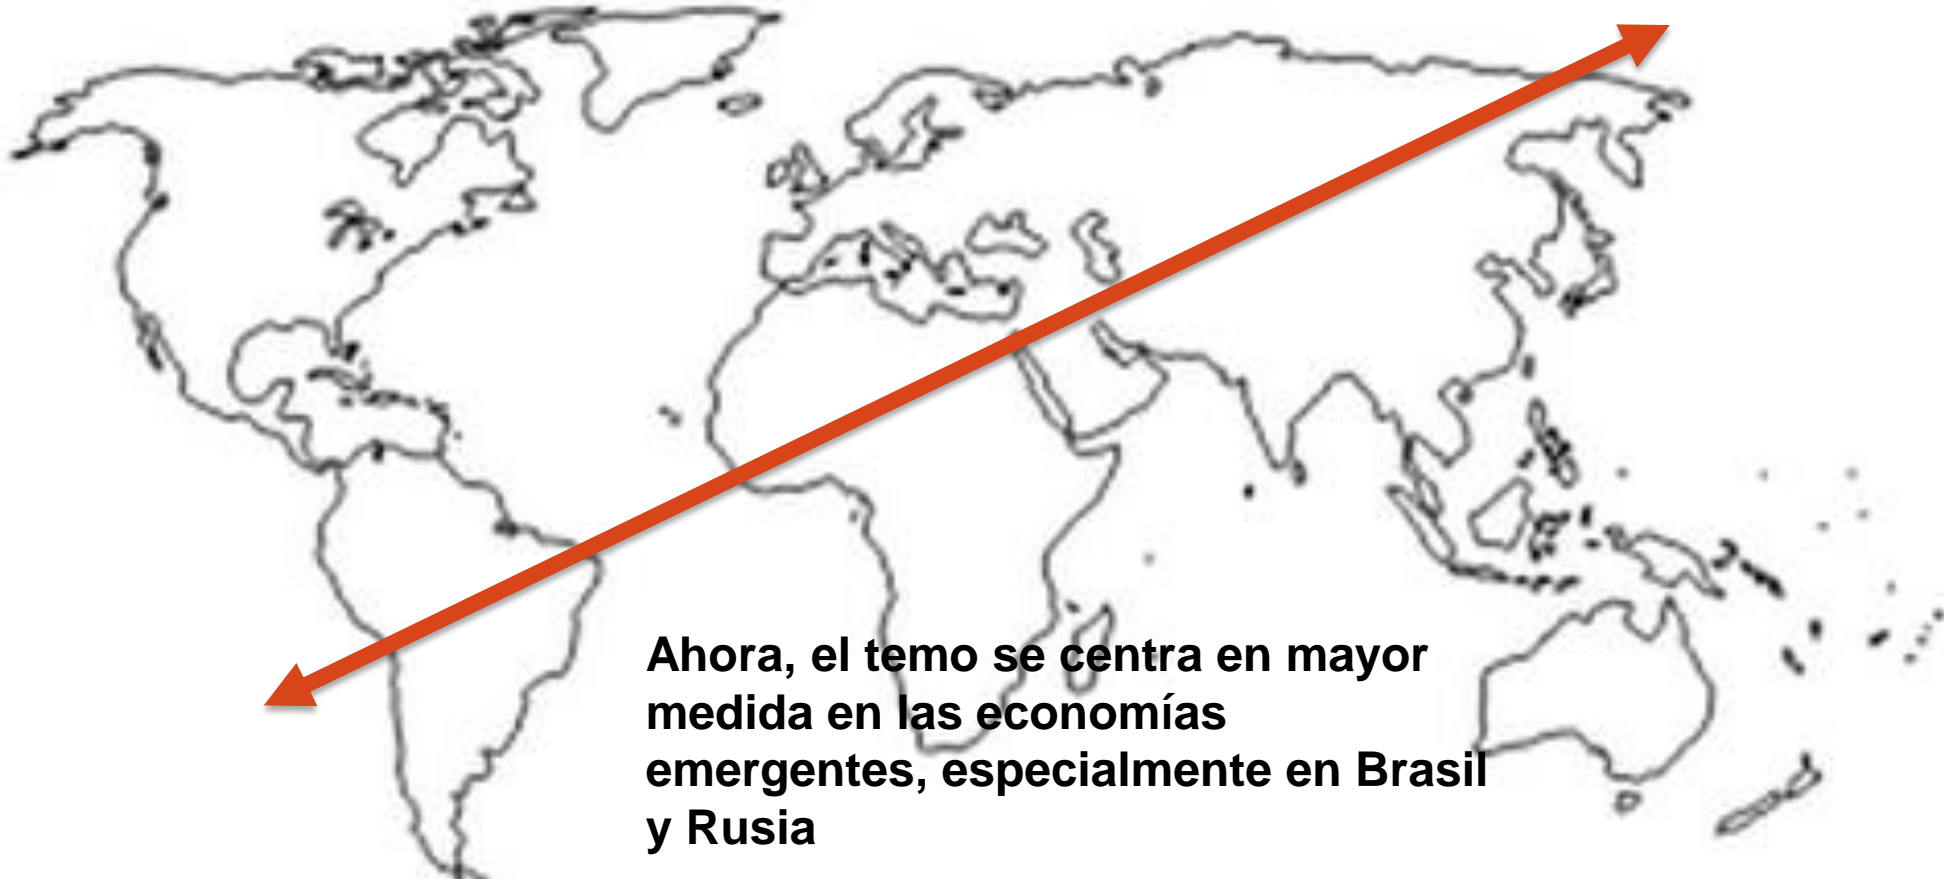 Ahora, el temo se centra en mayor
medida en las economías
emergentes, especialmente en Brasil
y Rusia